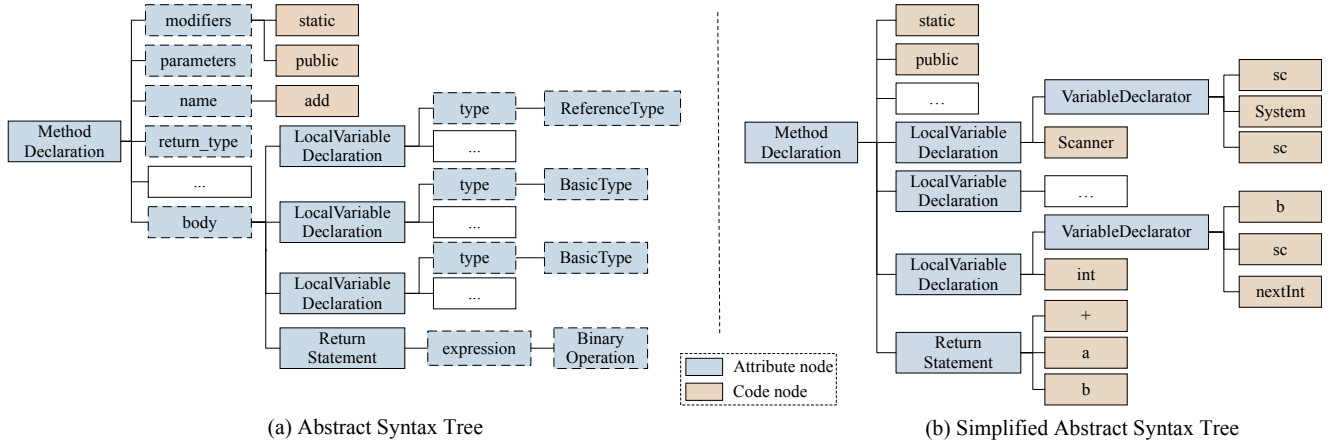 modifiers
static
public
parameters
name
add
Method
Declaration
return_type
...
body
LocalVariable
Declaration
type
ReferenceType
...
LocalVariable
Declaration
type
BasicType
...
LocalVariable
Declaration
type
BasicType
...
Return
Statement
expression
Binary
Operation
(a) Abstract Syntax Tree
Attribute node
Code node
Method
Declaration
static
public
...
LocalVariable
Declaration
VariableDeclarator
sc
System
sc
Scanner
LocalVariable
Declaration
...
LocalVariable
Declaration
VariableDeclarator
b
sc
nextInt
int
Return
Statement
+
a
b
(b) Simplified Abstract Syntax Tree